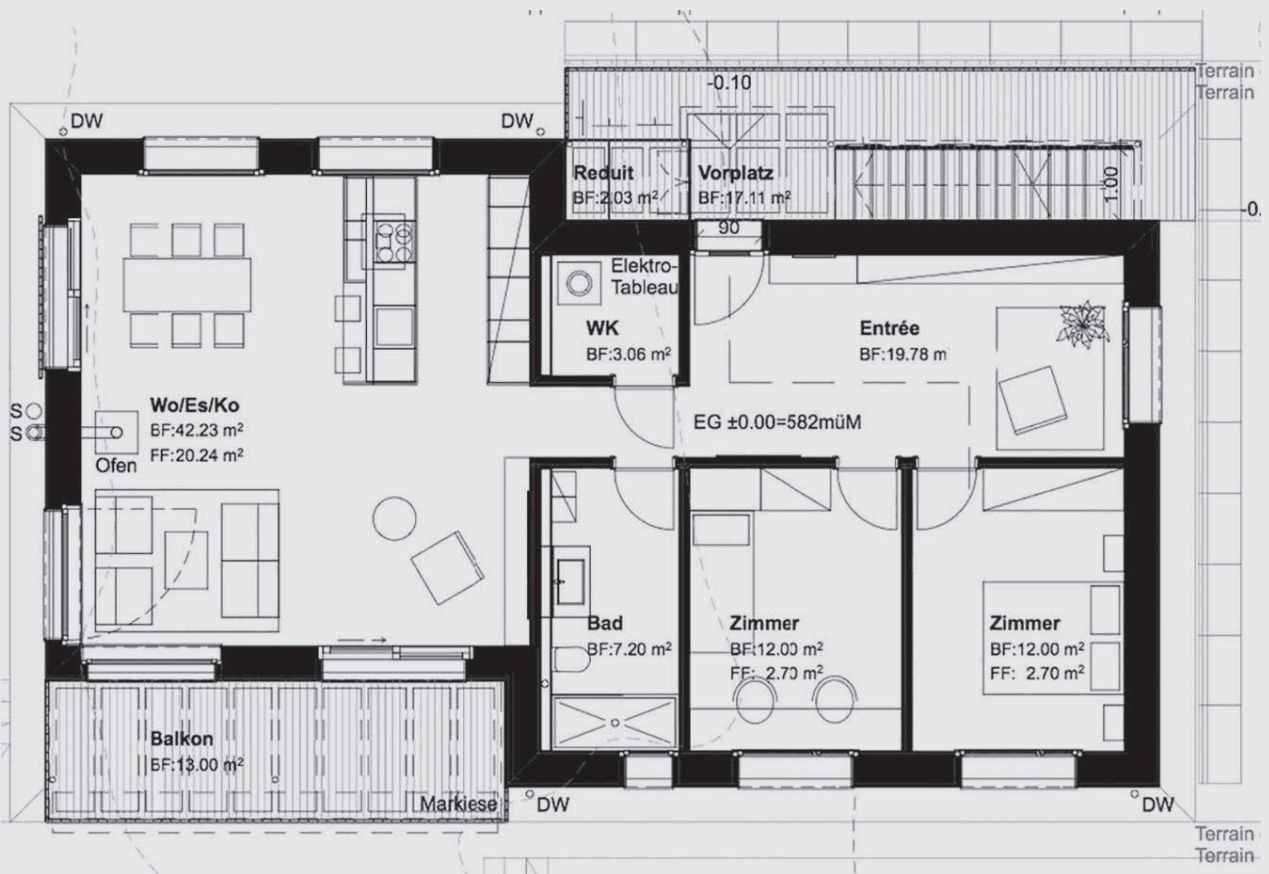 Terrain
Terrain
-0.10
DW
DW
Reduit
BF:2.03 m²
Vorplatz
BF:17.11 m²
1.00
-0.
90
Elektro-
Tableau
WK
BF:3.06 m²
Entrée
BF:19.78 m
S
S
Wo/Es/Ko
BF:42.23 m²
FF:20.24 m²
Ofen
EG ±0.00=582müM
Bad
BF:7.20 m²
Zimmer
BF:12.00 m²
FF: 2.70 m²
Zimmer
BF:12.00 m²
FF: 2.70 m²
Balkon
BF:13.00 m²
Markiese
DW
DW
Terrain
Terrain